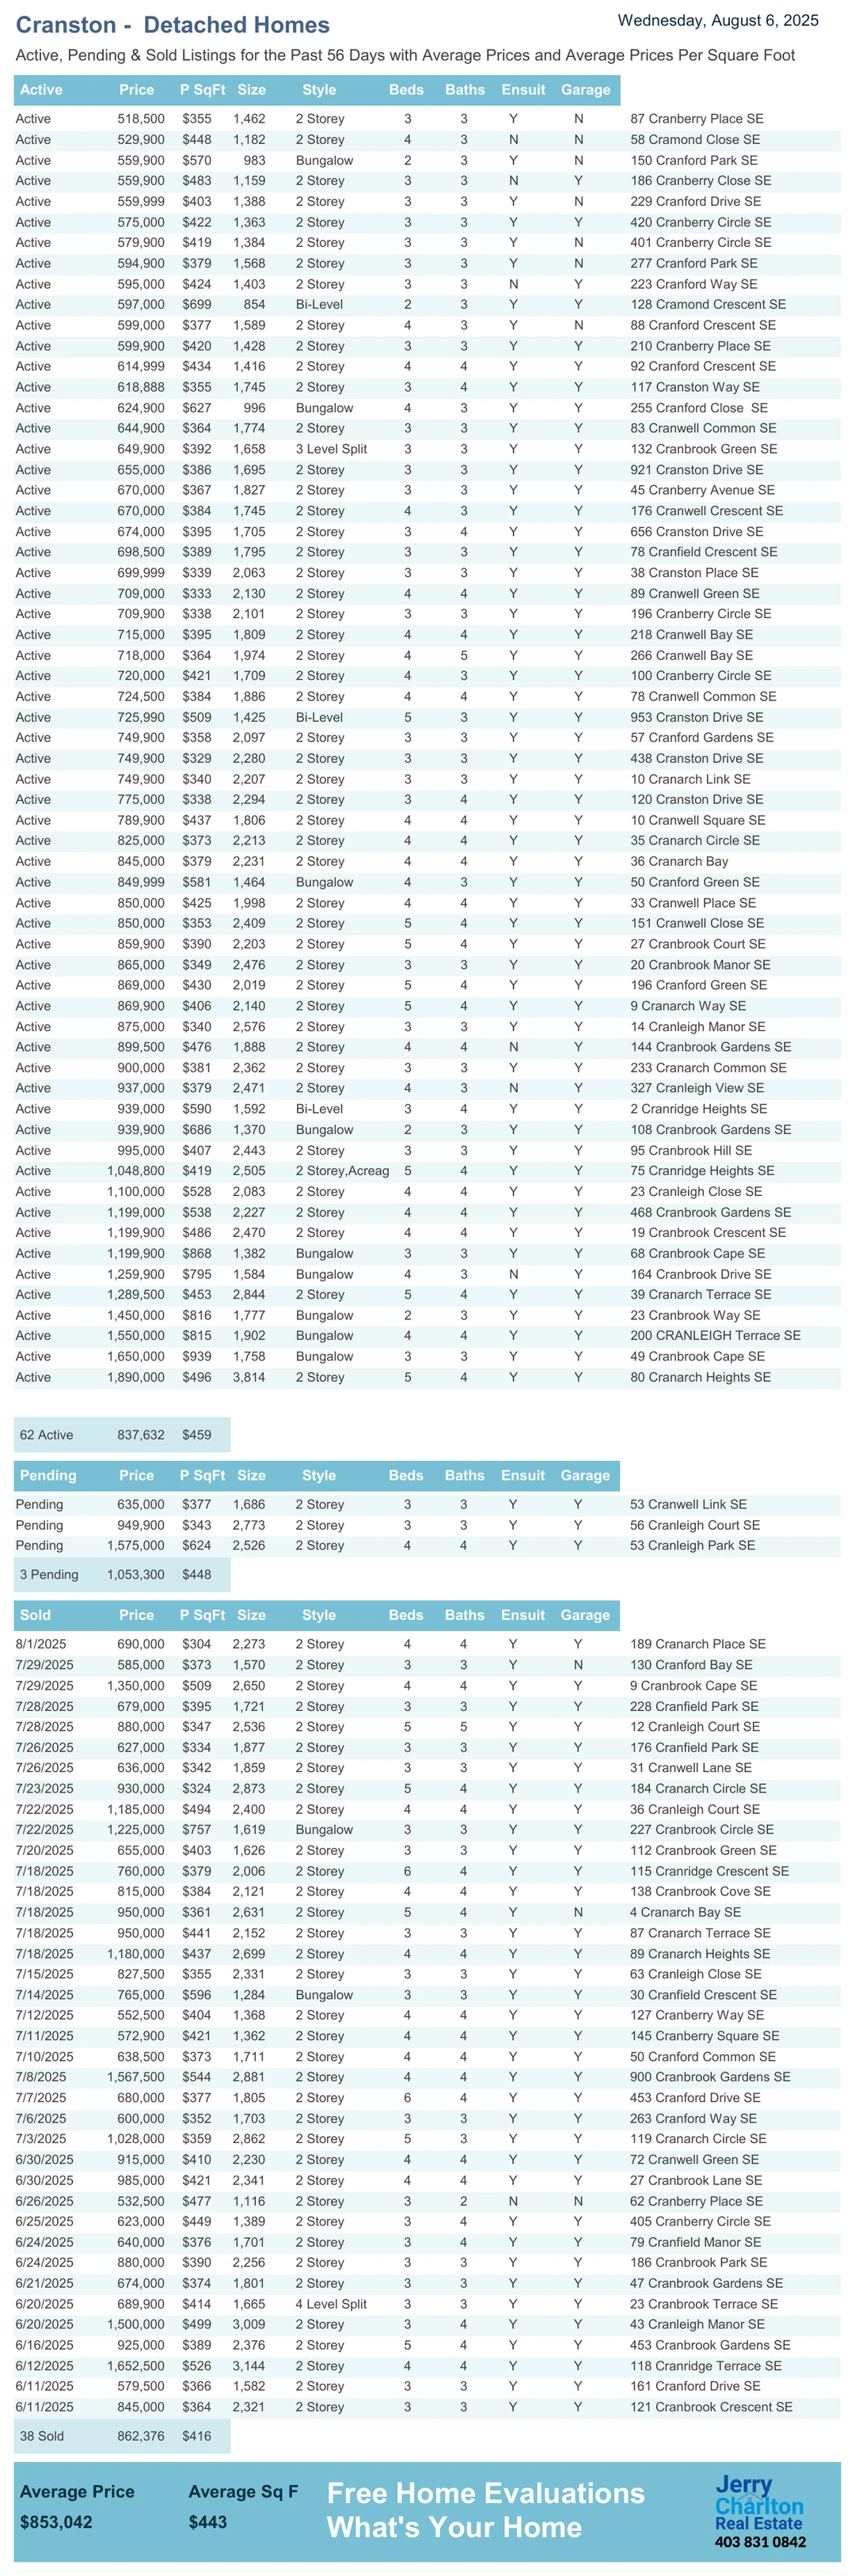 Cranston - Detached Homes
Wednesday, August 6, 2025
Active, Pending & Sold Listings for the Past 56 Days with Average Prices and Average Prices Per Square Foot
Active Price P SqFt Size Style Beds Baths Ensuit Garage
Active 518,500 $355 1,462 2 Storey 3 3 Y N 87 Cranberry Place SE
Active 529,900 $448 1,182 2 Storey 4 3 N N 58 Cramond Close SE
Active 559,900 $570 983 Bungalow 2 3 Y N 150 Cranford Park SE
Active 559,900 $483 1,159 2 Storey 3 3 N Y 186 Cranberry Close SE
Active 559,999 $403 1,388 2 Storey 3 3 Y N 229 Cranford Drive SE
Active 575,000 $422 1,363 2 Storey 3 3 Y Y 420 Cranberry Circle SE
Active 579,900 $419 1,384 2 Storey 3 3 Y N 401 Cranberry Circle SE
Active 594,900 $379 1,568 2 Storey 3 3 Y N 277 Cranford Park SE
Active 595,000 $424 1,403 2 Storey 3 3 N Y 223 Cranford Way SE
Active 597,000 $699 854 Bi-Level 2 3 Y Y 128 Cramond Crescent SE
Active 599,000 $377 1,589 2 Storey 4 3 Y N 88 Cranford Crescent SE
Active 599,900 $420 1,428 2 Storey 3 3 Y Y 210 Cranberry Place SE
Active 614,999 $434 1,416 2 Storey 4 4 Y Y 92 Cranford Crescent SE
Active 618,888 $355 1,745 2 Storey 3 4 Y Y 117 Cranston Way SE
Active 624,900 $627 996 Bungalow 4 3 Y Y 255 Cranford Close SE
Active 644,900 $364 1,774 2 Storey 3 3 Y Y 83 Cranwell Common SE
Active 649,900 $392 1,658 3 Level Split 3 3 Y Y 132 Cranbrook Green SE
Active 655,000 $386 1,695 2 Storey 3 3 Y Y 921 Cranston Drive SE
Active 670,000 $367 1,827 2 Storey 3 3 Y Y 45 Cranberry Avenue SE
Active 670,000 $384 1,745 2 Storey 4 3 Y Y 176 Cranwell Crescent SE
Active 674,000 $395 1,705 2 Storey 3 4 Y Y 656 Cranston Drive SE
Active 698,500 $389 1,795 2 Storey 3 3 Y Y 78 Cranfield Crescent SE
Active 699,999 $339 2,063 2 Storey 3 3 Y Y 38 Cranston Place SE
Active 709,000 $333 2,130 2 Storey 4 4 Y Y 89 Cranwell Green SE
Active 709,900 $338 2,101 2 Storey 3 3 Y Y 196 Cranberry Circle SE
Active 715,000 $395 1,809 2 Storey 4 4 Y Y 218 Cranwell Bay SE
Active 718,000 $364 1,974 2 Storey 4 5 Y Y 266 Cranwell Bay SE
Active 720,000 $421 1,709 2 Storey 4 3 Y Y 100 Cranberry Circle SE
Active 724,500 $384 1,886 2 Storey 4 4 Y Y 78 Cranwell Common SE
Active 725,990 $509 1,425 Bi-Level 5 3 Y Y 953 Cranston Drive SE
Active 749,900 $358 2,097 2 Storey 3 3 Y Y 57 Cranford Gardens SE
Active 749,900 $329 2,280 2 Storey 3 3 Y Y 438 Cranston Drive SE
Active 749,900 $340 2,207 2 Storey 3 3 Y Y 10 Cranarch Link SE
Active 775,000 $338 2,294 2 Storey 3 4 Y Y 120 Cranston Drive SE
Active 789,900 $437 1,806 2 Storey 4 4 Y Y 10 Cranwell Square SE
Active 825,000 $373 2,213 2 Storey 4 4 Y Y 35 Cranarch Circle SE
Active 845,000 $379 2,231 2 Storey 4 4 Y Y 36 Cranarch Bay
Active 849,999 $581 1,464 Bungalow 4 3 Y Y 50 Cranford Green SE
Active 850,000 $425 1,998 2 Storey 4 4 Y Y 33 Cranwell Place SE
Active 850,000 $353 2,409 2 Storey 5 4 Y Y 151 Cranwell Close SE
Active 859,900 $390 2,203 2 Storey 5 4 Y Y 27 Cranbrook Court SE
Active 865,000 $349 2,476 2 Storey 3 3 Y Y 20 Cranbrook Manor SE
Active 869,000 $430 2,019 2 Storey 5 4 Y Y 196 Cranford Green SE
Active 869,900 $406 2,140 2 Storey 5 4 Y Y 9 Cranarch Way SE
Active 875,000 $340 2,576 2 Storey 3 3 Y Y 14 Cranleigh Manor SE
Active 899,500 $476 1,888 2 Storey 4 4 N Y 144 Cranbrook Gardens SE
Active 900,000 $381 2,362 2 Storey 3 3 Y Y 233 Cranarch Common SE
Active 937,000 $379 2,471 2 Storey 4 3 N Y 327 Cranleigh View SE
Active 939,000 $590 1,592 Bi-Level 3 4 Y Y 2 Cranridge Heights SE
Active 939,900 $686 1,370 Bungalow 2 3 Y Y 108 Cranbrook Gardens SE
Active 995,000 $407 2,443 2 Storey 3 3 Y Y 95 Cranbrook Hill SE
Active 1,048,800 $419 2,505 2 Storey,Acreag 5 4 Y Y 75 Cranridge Heights SE
Active 1,100,000 $528 2,083 2 Storey 4 4 Y Y 23 Cranleigh Close SE
Active 1,199,000 $538 2,227 2 Storey 4 4 Y Y 468 Cranbrook Gardens SE
Active 1,199,900 $486 2,470 2 Storey 4 4 Y Y 19 Cranbrook Crescent SE
Active 1,199,900 $868 1,382 Bungalow 3 3 Y Y 68 Cranbrook Cape SE
Active 1,259,900 $795 1,584 Bungalow 4 3 N Y 164 Cranbrook Drive SE
Active 1,289,500 $453 2,844 2 Storey 5 4 Y Y 39 Cranarch Terrace SE
Active 1,450,000 $816 1,777 Bungalow 2 3 Y Y 23 Cranbrook Way SE
Active 1,550,000 $815 1,902 Bungalow 4 4 Y Y 200 CRANLEIGH Terrace SE
Active 1,650,000 $939 1,758 Bungalow 3 3 Y Y 49 Cranbrook Cape SE
Active 1,890,000 $496 3,814 2 Storey 5 4 Y Y 80 Cranarch Heights SE
62 Active 837,632 $459
Pending Price P SqFt Size Style Beds Baths Ensuit Garage
Pending 635,000 $377 1,686 2 Storey 3 3 Y Y 53 Cranwell Link SE
Pending 949,900 $343 2,773 2 Storey 3 3 Y Y 56 Cranleigh Court SE
Pending 1,575,000 $624 2,526 2 Storey 4 4 Y Y 53 Cranleigh Park SE
3 Pending 1,053,300 $448
Sold Price P SqFt Size Style Beds Baths Ensuit Garage
8/1/2025 690,000 $304 2,273 2 Storey 4 4 Y Y 189 Cranarch Place SE
7/29/2025 585,000 $373 1,570 2 Storey 3 3 Y N 130 Cranford Bay SE
7/29/2025 1,350,000 $509 2,650 2 Storey 4 4 Y Y 9 Cranbrook Cape SE
7/28/2025 679,000 $395 1,721 2 Storey 3 3 Y Y 228 Cranfield Park SE
7/28/2025 880,000 $347 2,536 2 Storey 5 5 Y Y 12 Cranleigh Court SE
7/26/2025 627,000 $334 1,877 2 Storey 3 3 Y Y 176 Cranfield Park SE
7/26/2025 636,000 $342 1,859 2 Storey 3 3 Y Y 31 Cranwell Lane SE
7/23/2025 930,000 $324 2,873 2 Storey 5 4 Y Y 184 Cranarch Circle SE
7/22/2025 1,185,000 $494 2,400 2 Storey 4 4 Y Y 36 Cranleigh Court SE
7/22/2025 1,225,000 $757 1,619 Bungalow 3 3 Y Y 227 Cranbrook Circle SE
7/20/2025 655,000 $403 1,626 2 Storey 3 3 Y Y 112 Cranbrook Green SE
7/18/2025 760,000 $379 2,006 2 Storey 6 4 Y Y 115 Cranridge Crescent SE
7/18/2025 815,000 $384 2,121 2 Storey 4 4 Y Y 138 Cranbrook Cove SE
7/18/2025 950,000 $361 2,631 2 Storey 5 4 Y N 4 Cranarch Bay SE
7/18/2025 950,000 $441 2,152 2 Storey 3 3 Y Y 87 Cranarch Terrace SE
7/18/2025 1,180,000 $437 2,699 2 Storey 4 4 Y Y 89 Cranarch Heights SE
7/15/2025 827,500 $355 2,331 2 Storey 3 3 Y Y 63 Cranleigh Close SE
7/14/2025 765,000 $596 1,284 Bungalow 3 3 Y Y 30 Cranfield Crescent SE
7/12/2025 552,500 $404 1,368 2 Storey 4 4 Y Y 127 Cranberry Way SE
7/11/2025 572,900 $421 1,362 2 Storey 4 4 Y Y 145 Cranberry Square SE
7/10/2025 638,500 $373 1,711 2 Storey 4 4 Y Y 50 Cranford Common SE
7/8/2025 1,567,500 $544 2,881 2 Storey 4 4 Y Y 900 Cranbrook Gardens SE
7/7/2025 680,000 $377 1,805 2 Storey 6 4 Y Y 453 Cranford Drive SE
7/6/2025 600,000 $352 1,703 2 Storey 3 3 Y Y 263 Cranford Way SE
7/3/2025 1,028,000 $359 2,862 2 Storey 5 3 Y Y 119 Cranarch Circle SE
6/30/2025 915,000 $410 2,230 2 Storey 4 4 Y Y 72 Cranwell Green SE
6/30/2025 985,000 $421 2,341 2 Storey 4 4 Y Y 27 Cranbrook Lane SE
6/26/2025 532,500 $477 1,116 2 Storey 3 2 N N 62 Cranberry Place SE
6/25/2025 623,000 $449 1,389 2 Storey 3 4 Y Y 405 Cranberry Circle SE
6/24/2025 640,000 $376 1,701 2 Storey 3 4 Y Y 79 Cranfield Manor SE
6/24/2025 880,000 $390 2,256 2 Storey 3 3 Y Y 186 Cranbrook Park SE
6/21/2025 674,000 $374 1,801 2 Storey 3 3 Y Y 47 Cranbrook Gardens SE
6/20/2025 689,900 $414 1,665 4 Level Split 3 3 Y Y 23 Cranbrook Terrace SE
6/20/2025 1,500,000 $499 3,009 2 Storey 3 4 Y Y 43 Cranleigh Manor SE
6/16/2025 925,000 $389 2,376 2 Storey 5 4 Y Y 453 Cranbrook Gardens SE
6/12/2025 1,652,500 $526 3,144 2 Storey 4 4 Y Y 118 Cranridge Terrace SE
6/11/2025 579,500 $366 1,582 2 Storey 3 3 Y Y 161 Cranford Drive SE
6/11/2025 845,000 $364 2,321 2 Storey 3 3 Y Y 121 Cranbrook Crescent SE
38 Sold 862,376 $416
Average Price Average Sq F
$853,042 $443
Free Home Evaluations
What's Your Home
Jerry
Charlton
Real Estate
403 831 0842